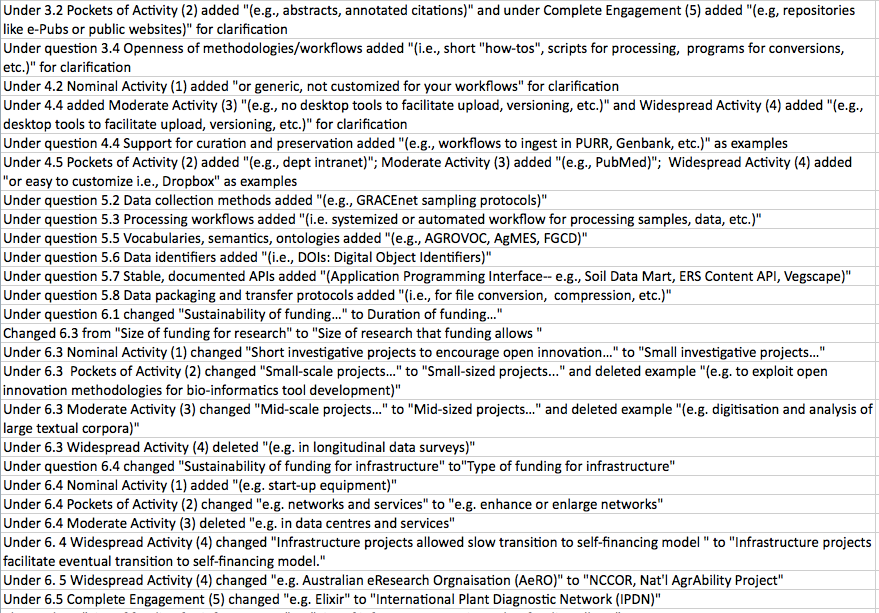 Under 3.2 Pockets of Activity (2) added "(e.g., abstracts, annotated citations)" and under Complete Engagement (5) added "(e.g, repositories
like e-Pubs or public websites)" for clarification
Under question 3.4 Openness of methodologies/workflows added "(i.e., short "how-tos", scripts for processing,  programs for conversions,
etc.)" for clarification
Under 4.2 Nominal Activity (1) added "or generic, not customized for your workflows" for clarification
Under 4.4 added Moderate Activity (3) "(e.g., no desktop tools to facilitate upload, versioning, etc.)" and Widespread Activity (4) added "(e.g.,
desktop tools to facilitate upload, versioning, etc.)" for clarification
Under question 4.4 Support for curation and preservation added "(e.g., workflows to ingest in PURR, Genbank, etc.)" as examples
Under 4.5 Pockets of Activity (2) added "(e.g., dept intranet)"; Moderate Activity (3) added "(e.g., PubMed)";  Widespread Activity (4) added
"or easy to customize i.e., Dropbox" as examples
Under question 5.2 Data collection methods added "(e.g., GRACEnet sampling protocols)"
Under question 5.3 Processing workflows added "(i.e. systemized or automated workflow for processing samples, data, etc.)"
Under question 5.5 Vocabularies, semantics, ontologies added "(e.g., AGROVOC, AgMES, FGCD)"
Under question 5.6 Data identifiers added "(i.e., DOIs: Digital Object Identifiers)"
Under question 5.7 Stable, documented APIs added "(Application Programming Interface-- e.g., Soil Data Mart, ERS Content API, Vegscape)"
Under question 5.8 Data packaging and transfer protocols added "(i.e., for file conversion,  compression, etc.)"
Under question 6.1 changed "Sustainability of funding..." to Duration of funding..."
Changed 6.3 from "Size of funding for research" to "Size of research that funding allows "
Under 6.3 Nominal Activity (1) changed "Short investigative projects to encourage open innovation..." to "Small investigative projects..."
Under 6.3  Pockets of Activity (2) changed "Small-scale projects..." to "Small-sized projects..." and deleted example "(e.g. to exploit open
innovation methodologies for bio-informatics tool development)"
Under 6.3 Moderate Activity (3) changed "Mid-scale projects..." to "Mid-sized projects..." and deleted example "(e.g. digitisation and analysis of
large textual corpora)"
Under 6.3 Widespread Activity (4) deleted "(e.g. in longitudinal data surveys)"
Under question 6.4 changed "Sustainability of funding for infrastructure" to"Type of funding for infrastructure"
Under 6.4 Nominal Activity (1) added "(e.g. start-up equipment)"
Under 6.4 Pockets of Activity (2) changed "e.g. networks and services" to "e.g. enhance or enlarge networks"
Under 6.4 Moderate Activity (3) deleted "e.g. in data centres and services"
Under 6. 4 Widespread Activity (4) changed "Infrastructure projects allowed slow transition to self-financing model " to "Infrastructure projects
facilitate eventual transition to self-financing model."
Under 6. 5 Widespread Activity (4) changed "e.g. Australian eResearch Orgnaisation (AeRO)" to "NCCOR, Nat'l AgrAbility Project"
Under 6.5 Complete Engagement (5) changed "e.g. Elixir" to "International Plant Diagnostic Network (IPDN)"